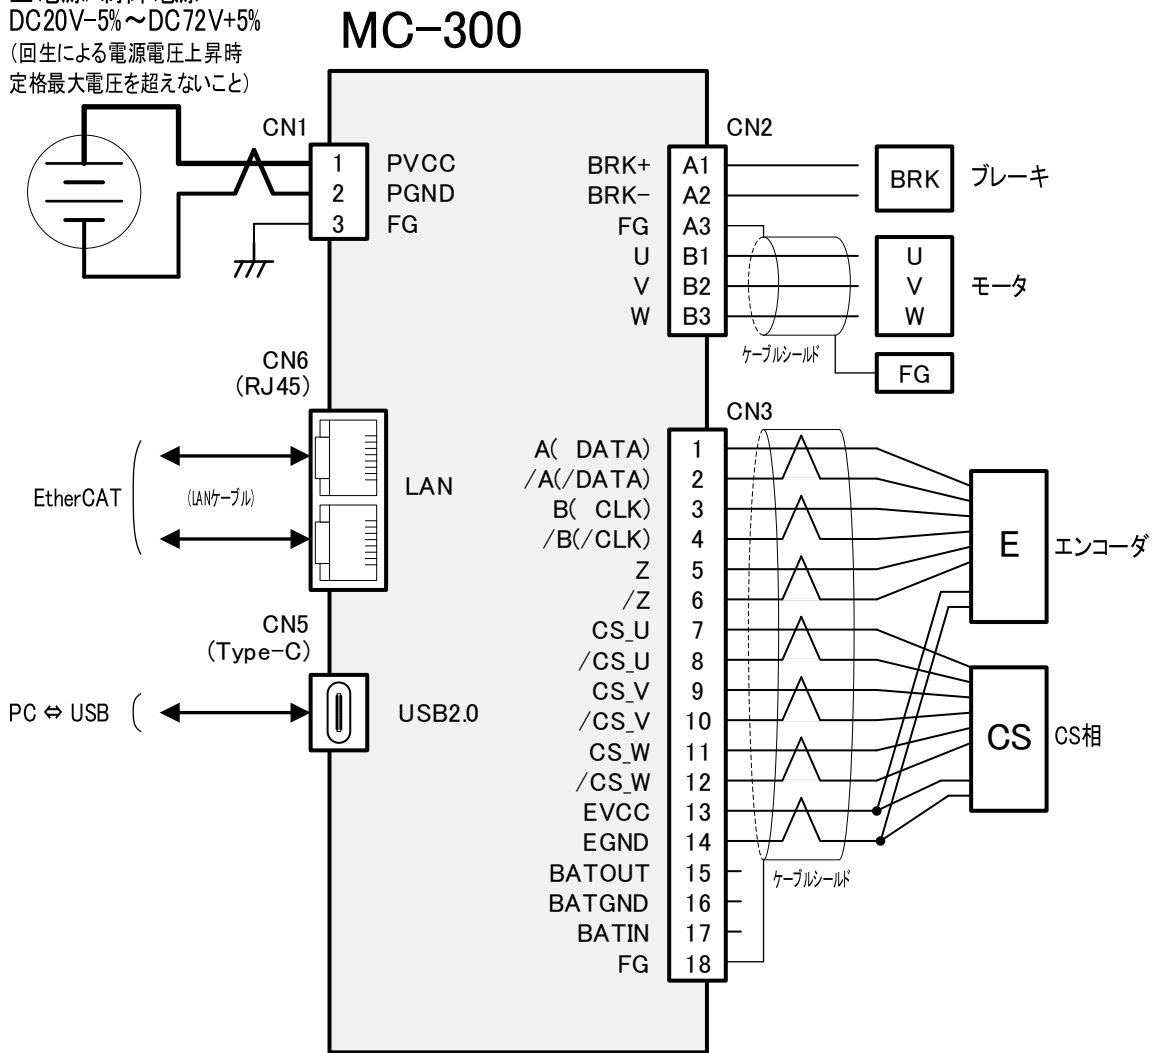 DC20V-5%～DC72V+5%
(回生による電源電圧上昇時
定格最大電圧を超えないこと)
MC-300
CN1
1 PVCC
2 PGND
3 FG
CN2
BRK+ A1
BRK- A2
FG A3
U B1
V B2
W B3
BRK ブレーキ
U
V
W
モータ
ケーブルシールド
FG
CN6
(RJ45)
EtherCAT
(LANケーブル)
LAN
CN5
(Type-C)
PC ⇔ USB
USB2.0
CN3
A( DATA) 1
/A(/DATA) 2
B( CLK) 3
/B(/CLK) 4
Z 5
/Z 6
CS_U 7
/CS_U 8
CS_V 9
/CS_V 10
CS_W 11
/CS_W 12
EVCC 13
EGND 14
BATOUT 15
BATGND 16
BATIN 17
FG 18
E エンコーダ
CS CS相
ケーブルシールド